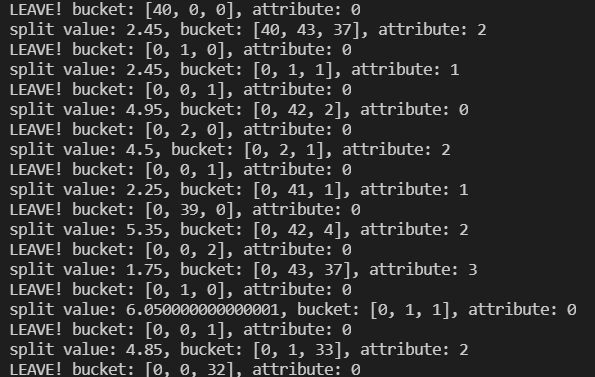 LEAVE! bucket: [40, 0, 0], attribute: 0
split value: 2.45, bucket: [40, 43, 37], attribute: 2
LEAVE! bucket: [0, 1, 0], attribute: 0
split value: 2.45, bucket: [0, 1, 1], attribute: 1
LEAVE! bucket: [0, 0, 1], attribute: 0
split value: 4.95, bucket: [0, 42, 2], attribute: 0
LEAVE! bucket: [0, 2, 0], attribute: 0
split value: 4.5, bucket: [0, 2, 1], attribute: 2
LEAVE! bucket: [0, 0, 1], attribute: 0
split value: 2.25, bucket: [0, 41, 1], attribute: 1
LEAVE! bucket: [0, 39, 0], attribute: 0
split value: 5.35, bucket: [0, 42, 4], attribute: 2
LEAVE! bucket: [0, 0, 2], attribute: 0
split value: 1.75, bucket: [0, 43, 37], attribute: 3
LEAVE! bucket: [0, 1, 0], attribute: 0
split value: 6.050000000000001, bucket: [0, 1, 1], attribute: 0
LEAVE! bucket: [0, 0, 1], attribute: 0
split value: 4.85, bucket: [0, 1, 33], attribute: 2
LEAVE! bucket: [0, 0, 32], attribute: 0